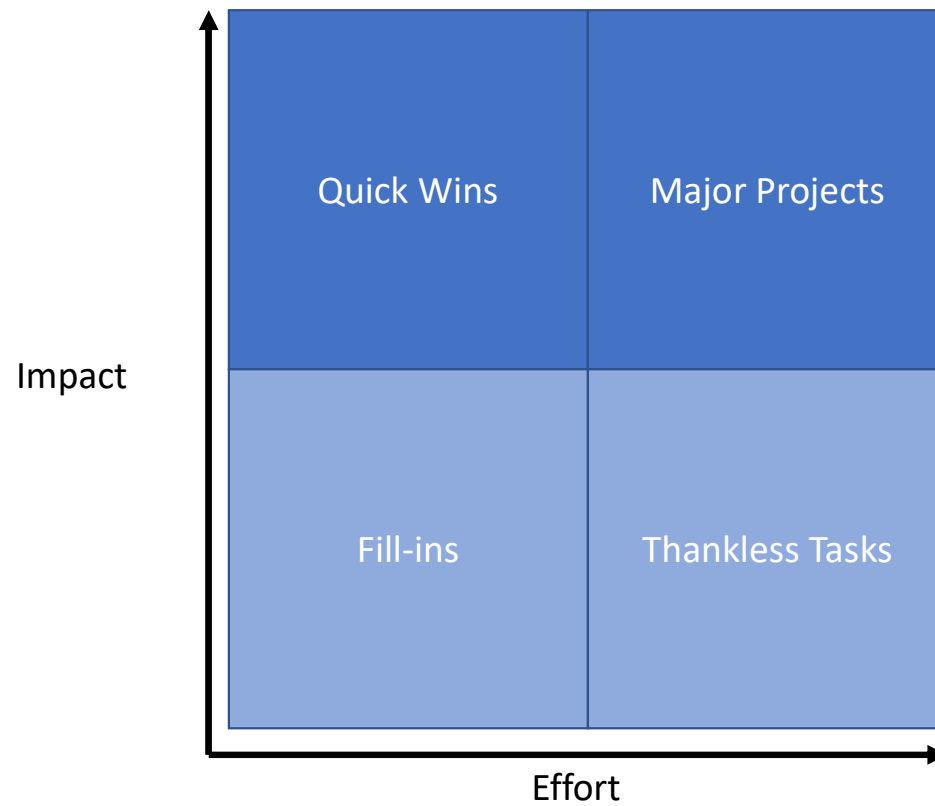 Quick Wins
Major Projects
Impact
Fill-ins
Thankless Tasks
Effort